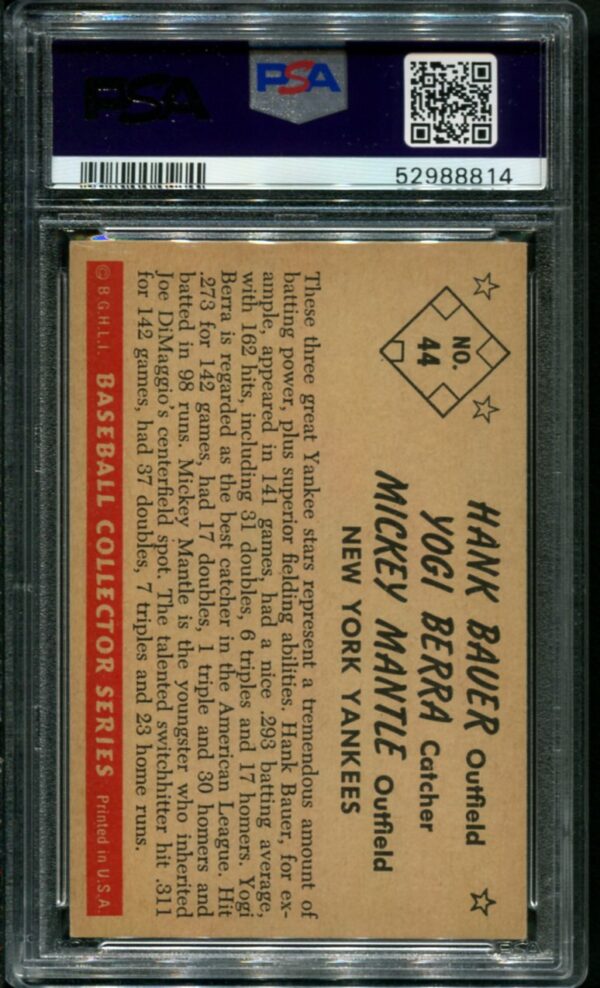 PSA
PSA
52988814
NO.
44
HANK BAUER Outfield
YOGI BERRA Catcher
MICKEY MANTLE Outfield
NEW YORK YANKEES
These three great Yankee stars represent a tremendous amount of
batting power, plus superior fielding abilities. Hank Bauer, for ex-
ample, appeared in 141 games, had a nice .293 batting average,
with 162 hits, including 31 doubles, 6 triples and 17 homers. Yogi
Berra is regarded as the best catcher in the American League. Hit
.273 for 142 games, had 17 doubles, 1 triple and 30 homers and
batted in 98 runs. Mickey Mantle is the youngster who inherited
Joe DiMaggio's centerfield spot. The talented switchhitter hit .311
for 142 games, had 37 doubles, 7 triples and 23 home runs.
© B.G.H.L.I. BASEBALL COLLECTOR SERIES Printed in U.S.A.